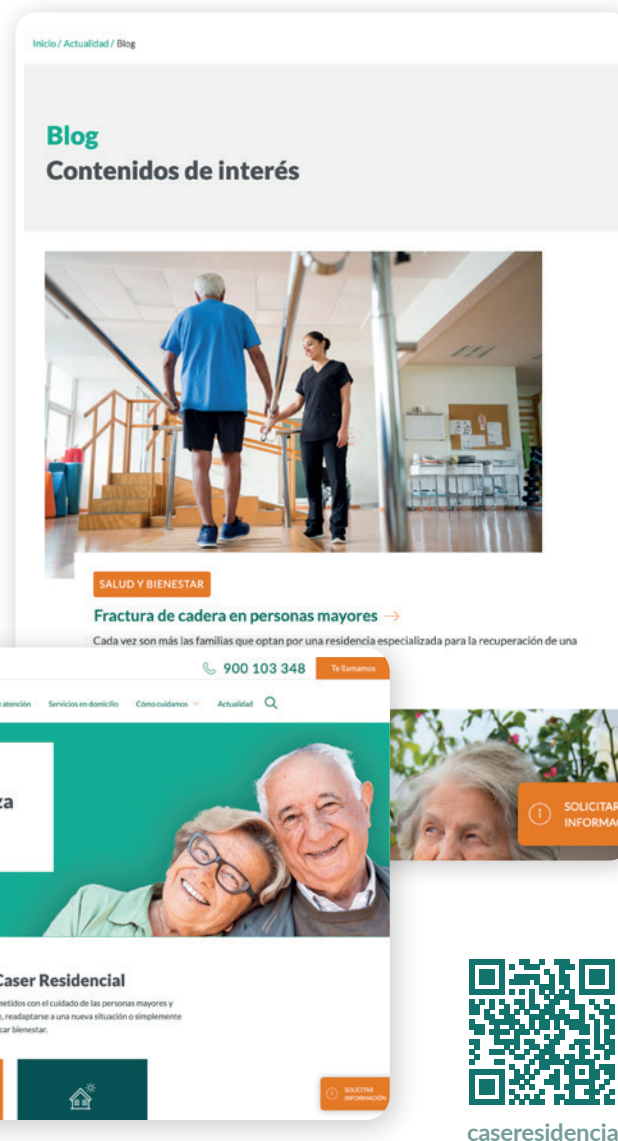 Inicio / Actualidad / Blog
Blog
Contenidos de interés
SALUD Y BIENESTAR
Fractura de cadera en personas mayores →
Cada vez son más las familias que optan por una residencia especializada para la recuperación de una
900 103 348
Te llamamos
atención
Servicios en domicilio
Cómo cuidamos
Actualidad
za
SOLICITAR
INFORMA
Caser Residencial
metidos con el cuidado de las personas mayores y
, readaptarse a una nueva situación o simplemente
car bienestar.
SOLICITAR
INFORMACIÓN
caseresidencia